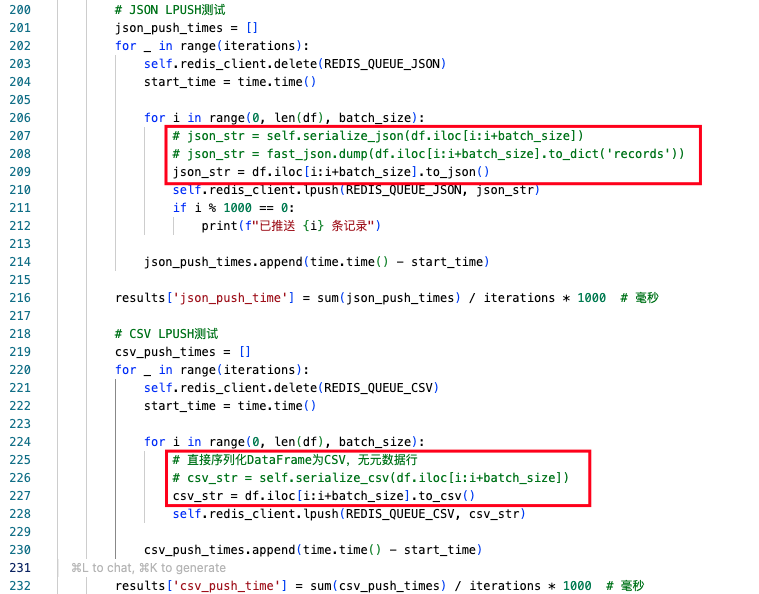 200 # JSON LPUSH测试
201 json_push_times = []
202 for _ in range(iterations):
203 self.redis_client.delete(REDIS_QUEUE_JSON)
204 start_time = time.time()
205
206 for i in range(0, len(df), batch_size):
207 # json_str = self.serialize_json(df.iloc[i:i+batch_size])
208 # json_str = fast_json.dump(df.iloc[i:i+batch_size].to_dict('records'))
209 json_str = df.iloc[i:i+batch_size].to_json()
210 self.redis_client.lpush(REDIS_QUEUE_JSON, json_str)
211 if i % 1000 == 0:
212 print(f"已推送 {i} 条记录")
213
214 json_push_times.append(time.time() - start_time)
215
216 results['json_push_time'] = sum(json_push_times) / iterations * 1000  # 毫秒
217
218 # CSV LPUSH测试
219 csv_push_times = []
220 for _ in range(iterations):
221 self.redis_client.delete(REDIS_QUEUE_CSV)
222 start_time = time.time()
223
224 for i in range(0, len(df), batch_size):
225 # 直接序列化DataFrame为CSV，无元数据行
226 # csv_str = self.serialize_csv(df.iloc[i:i+batch_size])
227 csv_str = df.iloc[i:i+batch_size].to_csv()
228 self.redis_client.lpush(REDIS_QUEUE_CSV, csv_str)
229
230 csv_push_times.append(time.time() - start_time)
231 ⌘L to chat, ⌘K to generate
232 results['csv_push_time'] = sum(csv_push_times) / iterations * 1000  # 毫秒